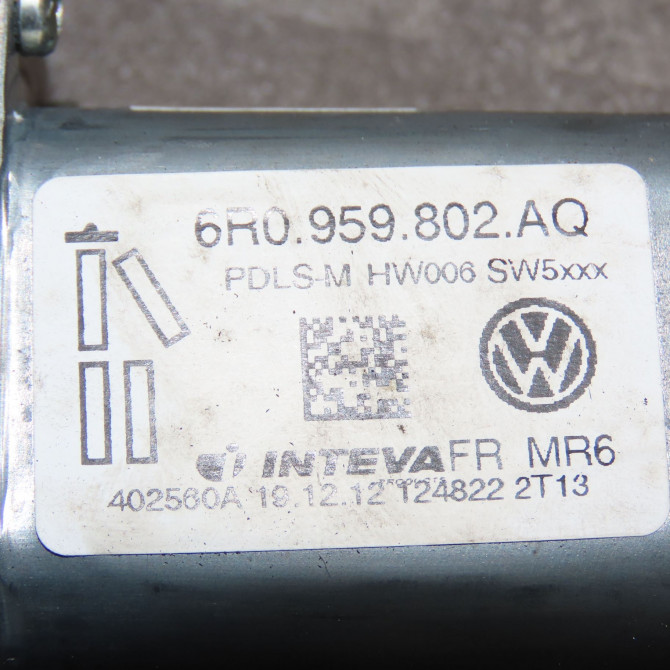 6R0.959.802.AQ
PDLS-M HW006 SW5xxx
INTEVA FR MR6
402560A 19.12.12 124822 2T13